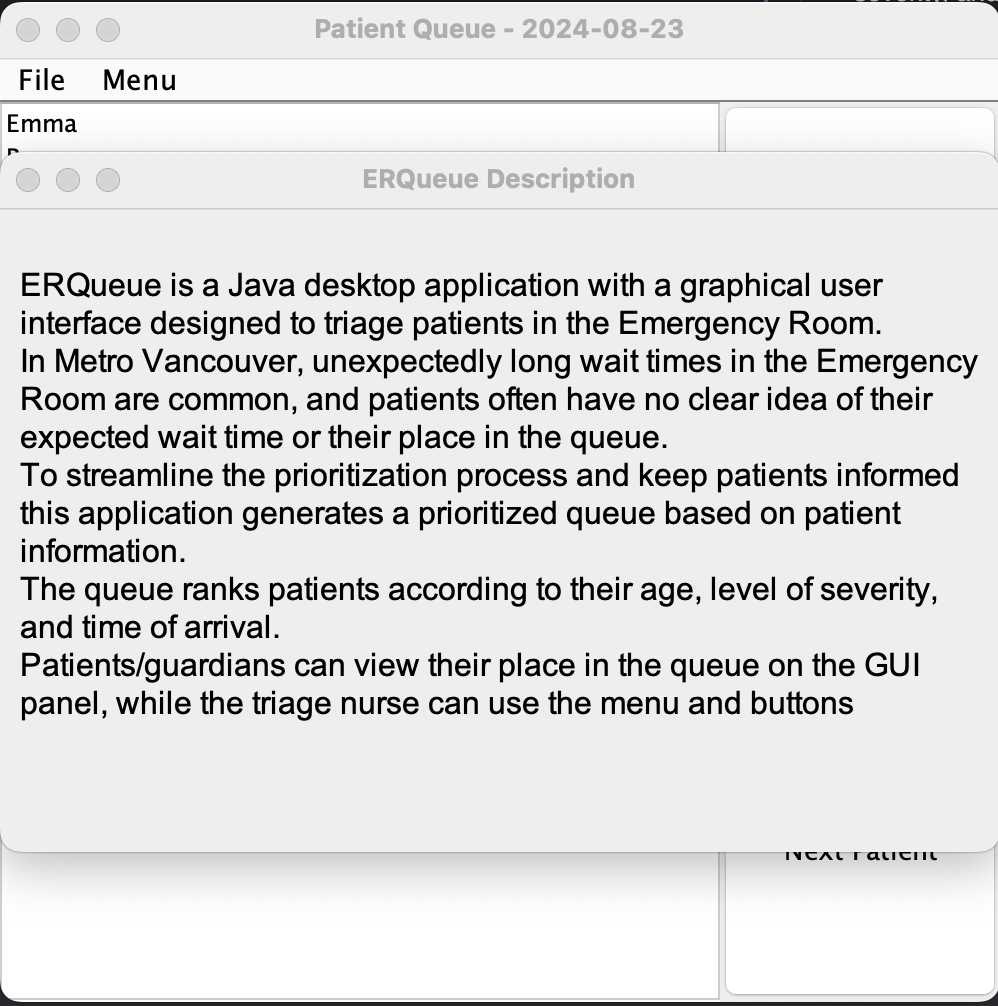 Patient Queue - 2024-08-23
File Menu
Emma
ERQueue Description
ERQueue is a Java desktop application with a graphical user
interface designed to triage patients in the Emergency Room.
In Metro Vancouver, unexpectedly long wait times in the Emergency
Room are common, and patients often have no clear idea of their
expected wait time or their place in the queue.
To streamline the prioritization process and keep patients informed
this application generates a prioritized queue based on patient
information.
The queue ranks patients according to their age, level of severity,
and time of arrival.
Patients/guardians can view their place in the queue on the GUI
panel, while the triage nurse can use the menu and buttons
Next Patient